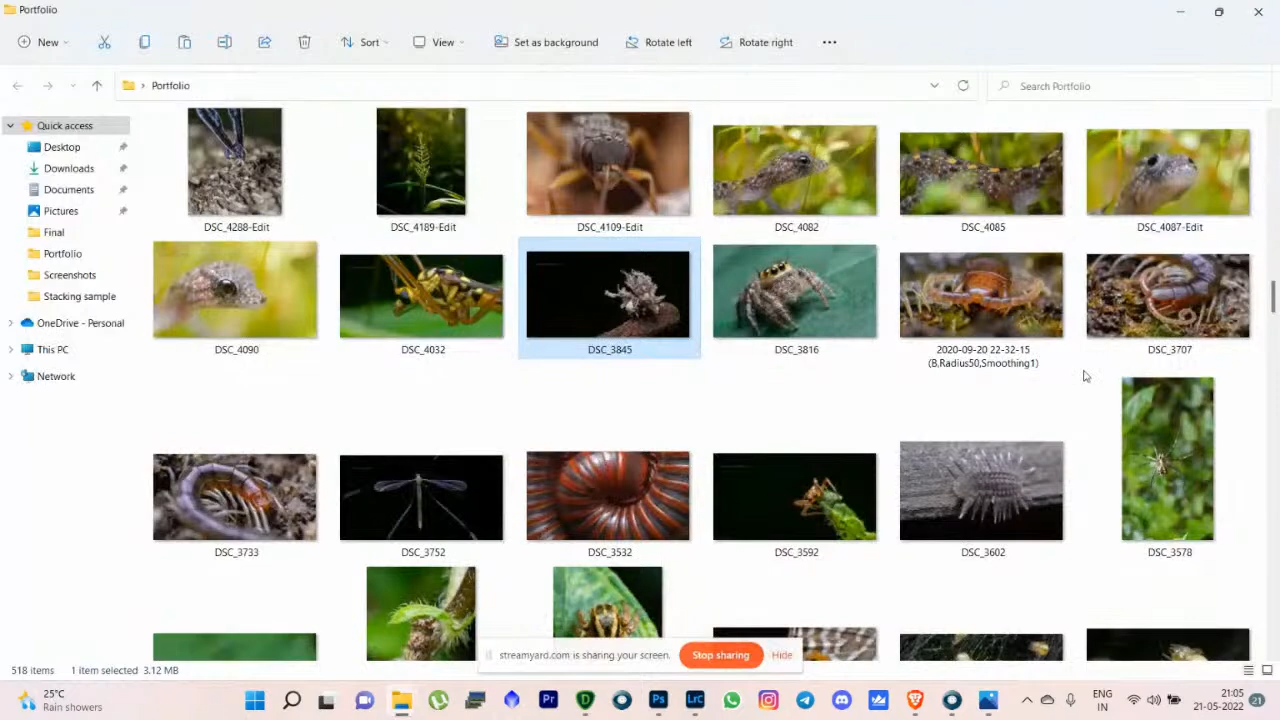 Portfolio
New
Sort
View
Set as background
Rotate left
Rotate right
Portfolio
Search Portfolio
Quick access
Desktop
Downloads
Documents
Pictures
Final
Portfolio
Screenshots
Stacking sample
OneDrive - Personal
This PC
Network
DSC_4288-Edit
DSC_4189-Edit
DSC_4109-Edit
DSC_4082
DSC_4085
DSC_4087-Edit
DSC_4090
DSC_4032
DSC_3845
DSC_3816
2020-09-20 22-32-15
(B,Radius50,Smoothing1)
DSC_3707
DSC_3733
DSC_3752
DSC_3532
DSC_3592
DSC_3602
DSC_3578
streamyard.com is sharing your screen.
Stop sharing
Hide
518 items
1 item selected 3.12 MB
25°C
Rain showers
Pr
D
Ps
LrC
ENG
IN
21:05
21-05-2022
21